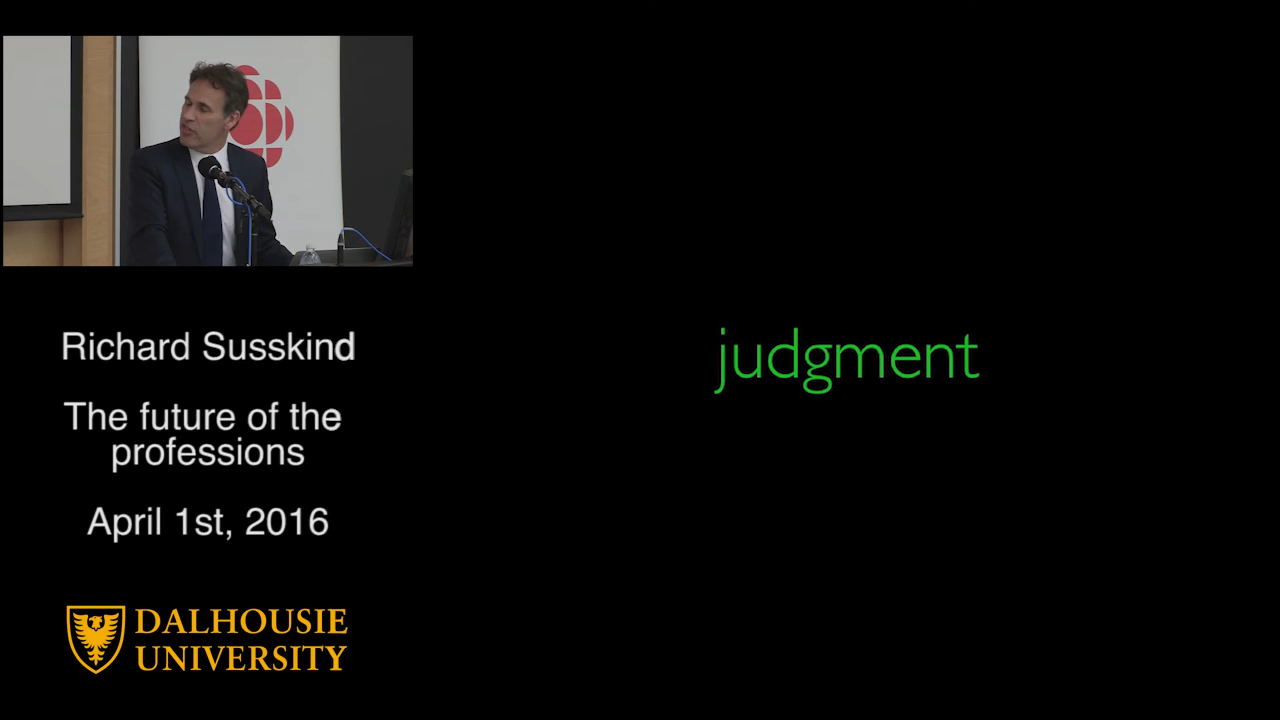 Richard Susskind
The future of the
professions
April 1st, 2016
DALHOUSIE
UNIVERSITY
judgment